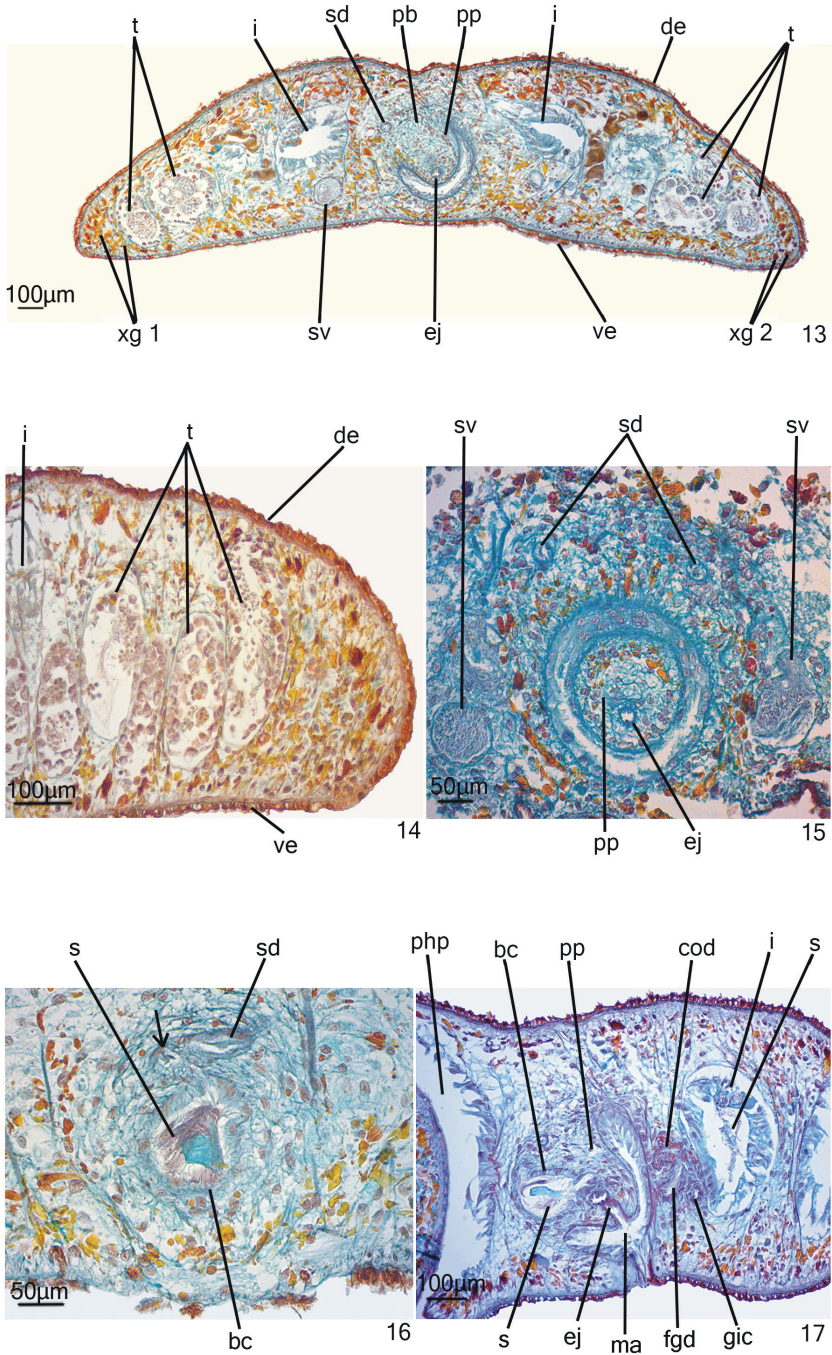 t i sd pb pp i de t
100µm
xg 1 sv ej ve xg 2 13
i t de
sv sd sv
100µm
ve 14
50µm
pp ej 15
s sd
php bc pp cod i s
50µm
bc 16
100µm
s ej ma fgd gic 17